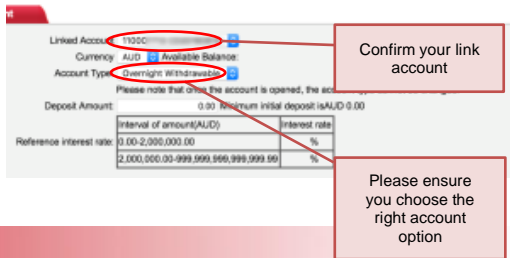 nt
Linked Account 11000
Currency AUD Available Balance:
Account Type Overnight Withdrawable
Please note that once the account is opened, the acc
Deposit Amount: 0.00 Minimum initial deposit isAUD 0.00
Interval of amount(AUD) Interest rate
Reference interest rate: 0.00-2,000,000.00 %
2,000,000.00-999,999,999,999,999.99 %
Confirm your link
account
Please ensure
you choose the
right account
option